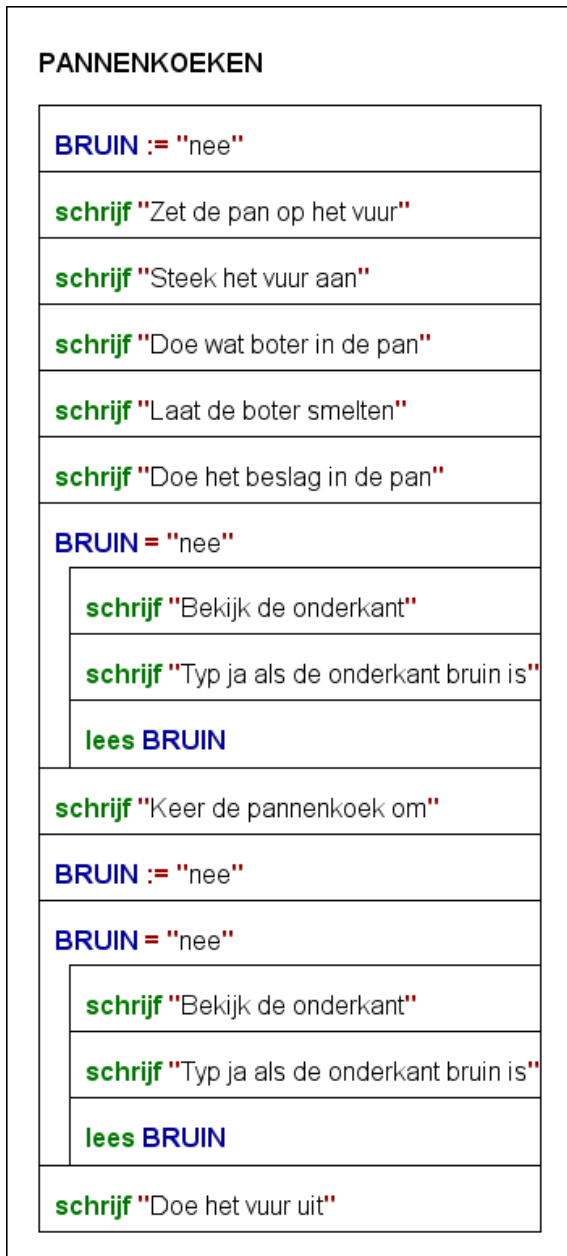 PANNENKOEKEN
BRUIN := "nee"
schrijf "Zet de pan op het vuur"
schrijf "Steek het vuur aan"
schrijf "Doe wat boter in de pan"
schrijf "Laat de boter smelten"
schrijf "Doe het beslag in de pan"
BRUIN = "nee"
schrijf "Bekijk de onderkant"
schrijf "Typ ja als de onderkant bruin is"
lees BRUIN
schrijf "Keer de pannenkoek om"
BRUIN := "nee"
BRUIN = "nee"
schrijf "Bekijk de onderkant"
schrijf "Typ ja als de onderkant bruin is"
lees BRUIN
schrijf "Doe het vuur uit"